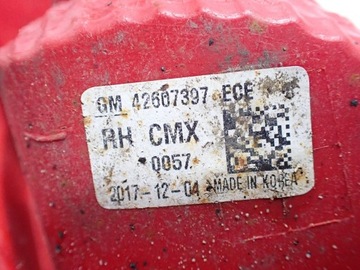 GM 42607397 ECE
RH CMX
0057
2017-12-04 MADE IN KOREA